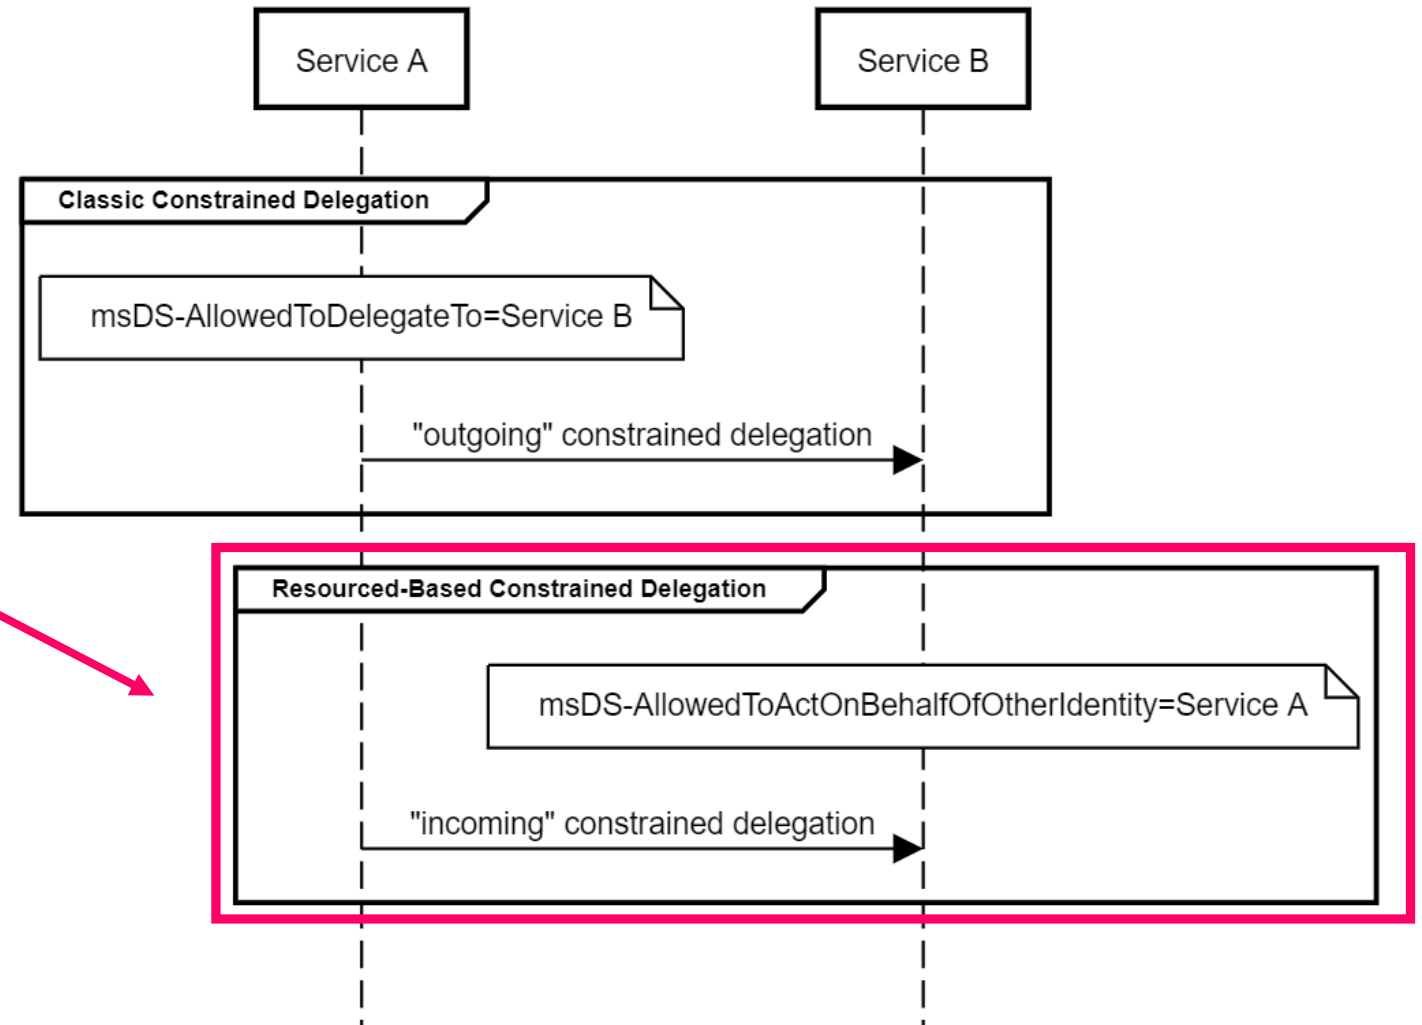 Service A
Service B
Classic Constrained Delegation
msDS-AllowedToDelegateTo=Service B
"outgoing" constrained delegation
Resourced-Based Constrained Delegation
msDS-AllowedToActOnBehalfOfOtherIdentity=Service A
"incoming" constrained delegation